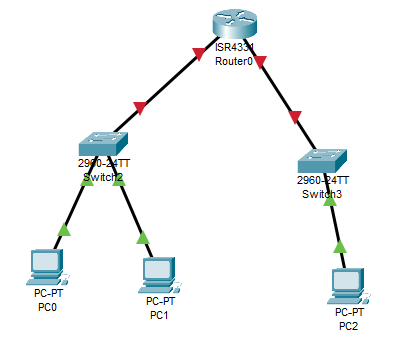 ISR4331
Router0
2960-24TT
Switch2
2960-24TT
Switch3
PC-PT
PC0
PC-PT
PC1
PC-PT
PC2